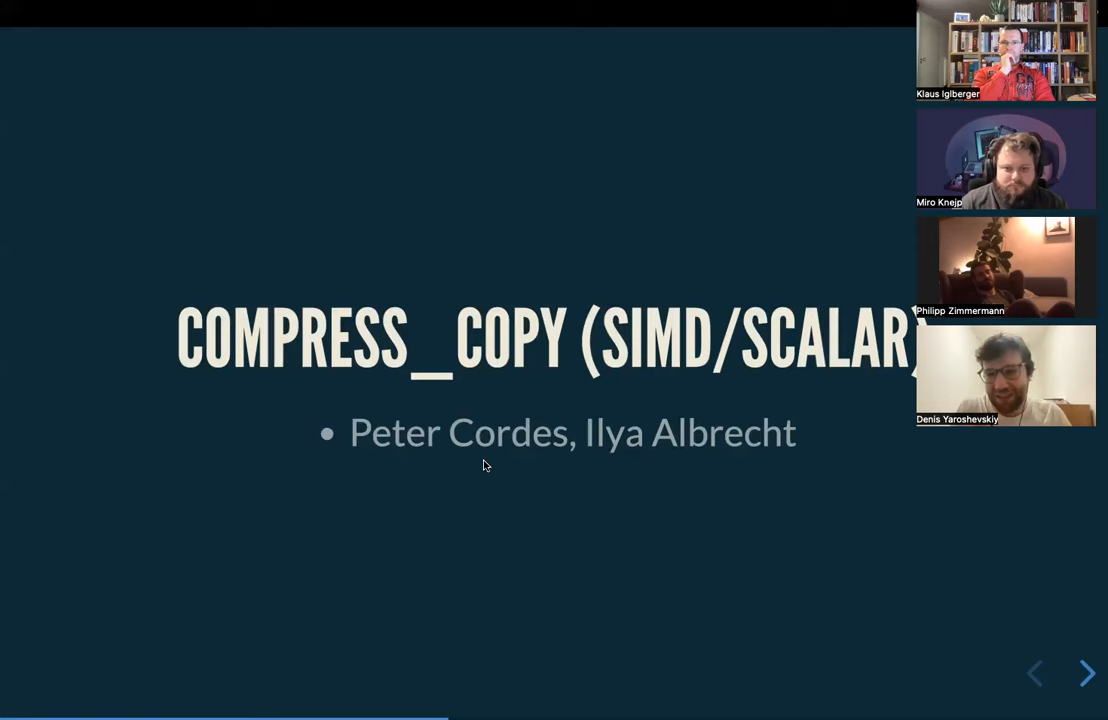 COMPRESS_COPY (SIMD/SCALAR)
• Peter Cordes, Ilya Albrecht
Klaus Iglberger
Miro Knejp
Philipp Zimmermann
Denis Yaroshevskiy